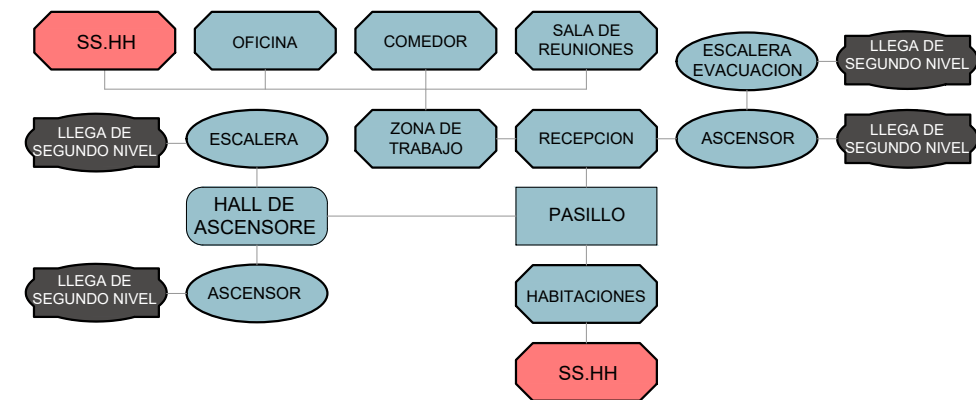 SS.HH
OFICINA
COMEDOR
SALA DE
REUNIONES
ESCALERA
EVACUACION
LLEGA DE
SEGUNDO NIVEL
LLEGA DE
SEGUNDO NIVEL
ESCALERA
ZONA DE
TRABAJO
RECEPCION
ASCENSOR
LLEGA DE
SEGUNDO NIVEL
HALL DE
ASCENSORE
PASILLO
LLEGA DE
SEGUNDO NIVEL
ASCENSOR
HABITACIONES
SS.HH